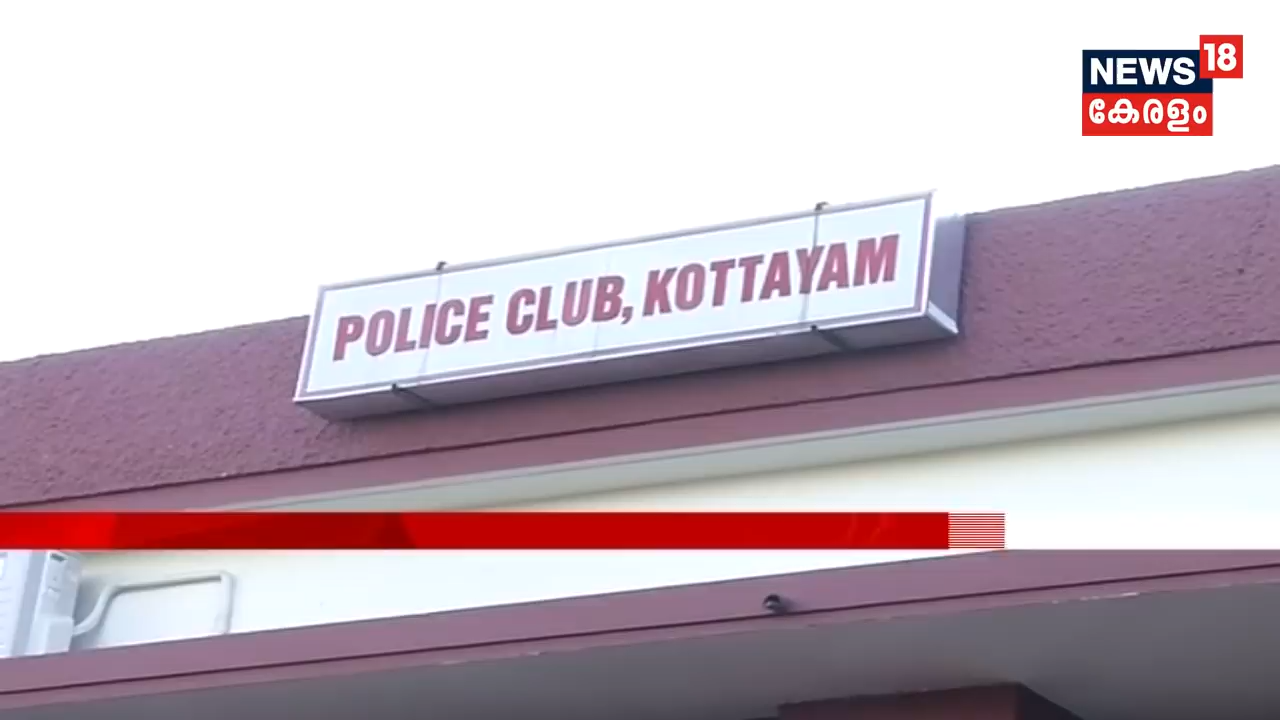 NEWS 18
കേരളം
POLICE CLUB, KOTTAYAM